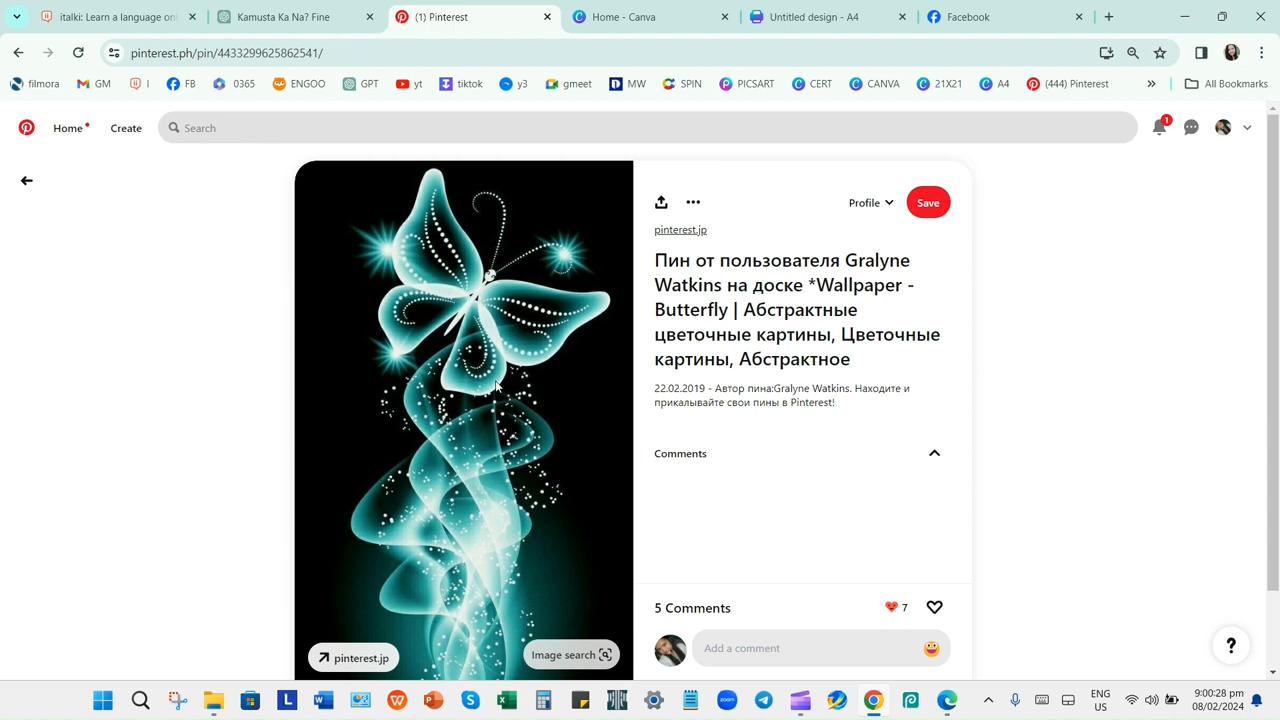 italki: Learn a language onl
Kamusta Ka Na? Fine
(1) Pinterest
Home - Canva
Untitled design - A4
Facebook
pinterest.ph/pin/4433299625862541/
filmora
GM
I
FB
0365
ENGOO
GPT
yt
tiktok
y3
gmeet
MW
SPIN
PICSART
CERT
CANVA
21X21
A4
(444) Pinterest
All Bookmarks
Home
Create
Search
1
Profile
Save
pinterest.jp
Пин от пользователя Gralyne
Watkins на доске *Wallpaper -
Butterfly | Абстрактные
цветочные картины, Цветочные
картины, Абстрактное
22.02.2019 - Автор пина:Gralyne Watkins. Находите и
прикалывайте свои пины в Pinterest!
Comments
5 Comments
7
Add a comment
pinterest.jp
Image search
?
ENG
US
9:00:28 pm
08/02/2024